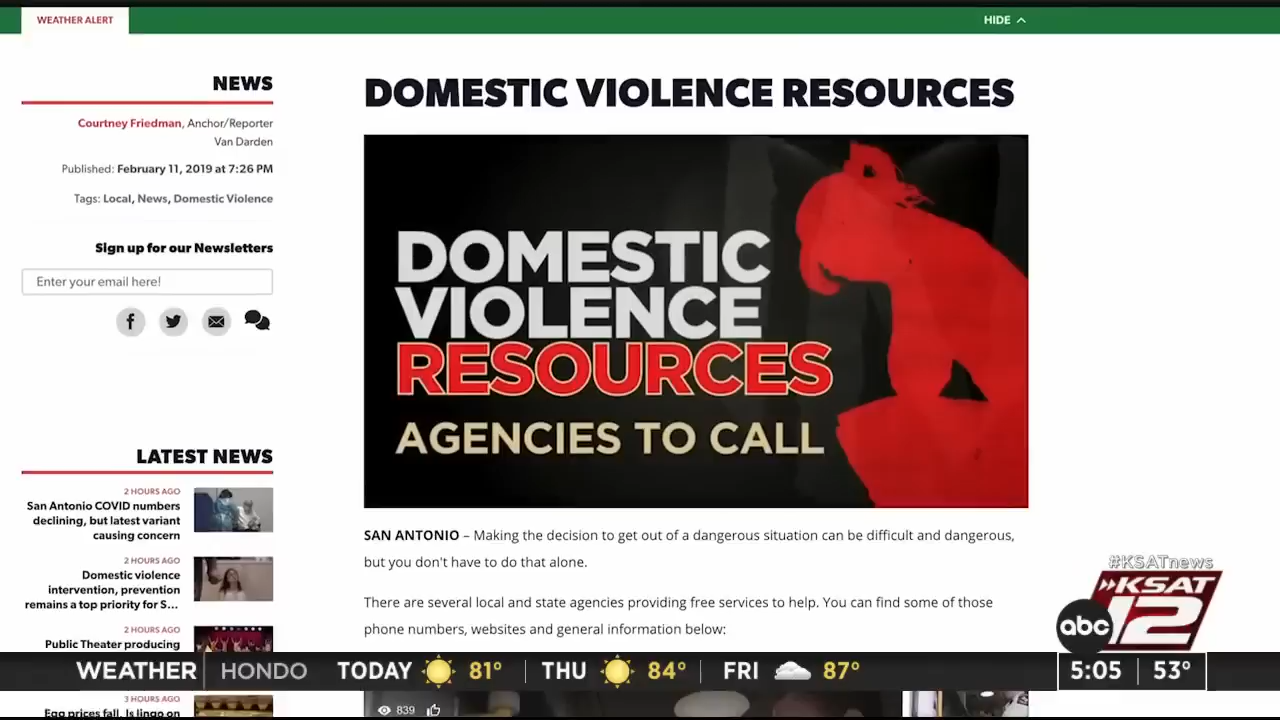 WEATHER ALERT
HIDE
NEWS
Courtney Friedman, Anchor/Reporter
Van Darden
Published: February 11, 2019 at 7:26 PM
Tags: Local, News, Domestic Violence
Sign up for our Newsletters
Enter your email here!
LATEST NEWS
2 HOURS AGO
San Antonio COVID numbers
declining, but latest variant
causing concern
2 HOURS AGO
Domestic violence
intervention, prevention
remains a top priority for S...
2 HOURS AGO
Public Theater producing
3 HOURS AGO
Egg prices fall. Is lingo on
DOMESTIC VIOLENCE RESOURCES
DOMESTIC
VIOLENCE
RESOURCES
AGENCIES TO CALL
SAN ANTONIO – Making the decision to get out of a dangerous situation can be difficult and dangerous,
but you don't have to do that alone.
There are several local and state agencies providing free services to help. You can find some of those
phone numbers, websites and general information below:
839
#KSATnews
KSAT
abc 12
WEATHER HONDO TODAY 81° THU 84° FRI 87° 5:05 53°